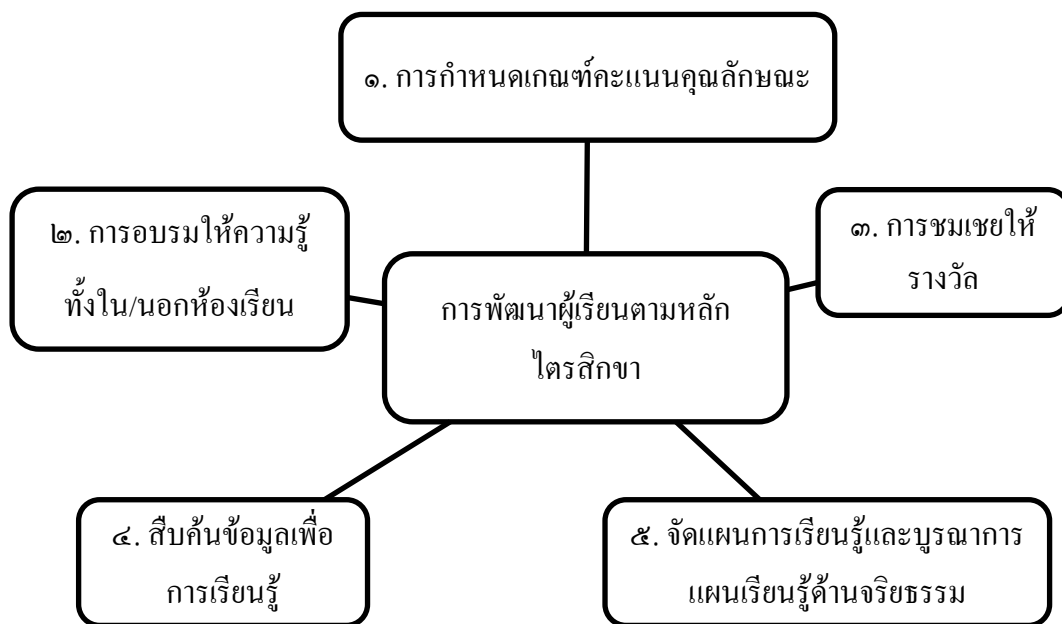 ๑. การกำหนดเกณฑ์คะแนนคุณลักษณะ
๒. การอบรมให้ความรู้
ทั้งใน/นอกห้องเรียน
๓. การชมเชยให้
รางวัล
การพัฒนาผู้เรียนตามหลัก
ไตรสิกขา
๔. สืบค้นข้อมูลเพื่อ
การเรียนรู้
๕. จัดแผนการเรียนรู้และบูรณาการ
แผนเรียนรู้ด้านจริยธรรม